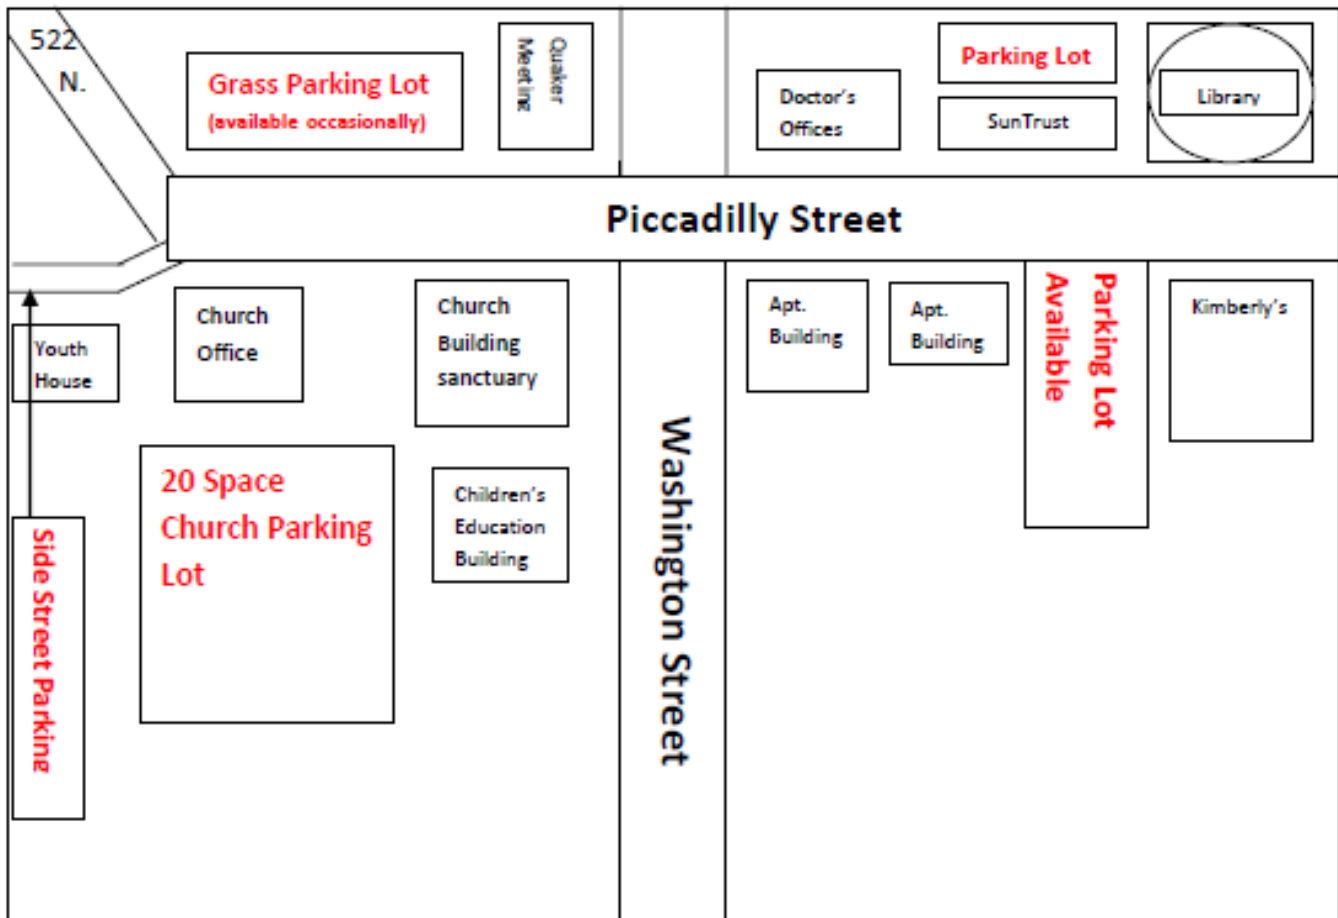 522
N.
Grass Parking Lot
(available occasionally)
Quaker
Meeting
Doctor's
Offices
Parking Lot
SunTrust
Library
Piccadilly Street
Youth
House
Church
Office
Church
Building
sanctuary
Apt.
Building
Apt.
Building
Parking Lot
Available
Kimberly's
20 Space
Church Parking
Lot
Children's
Education
Building
Side Street Parking
Washington Street